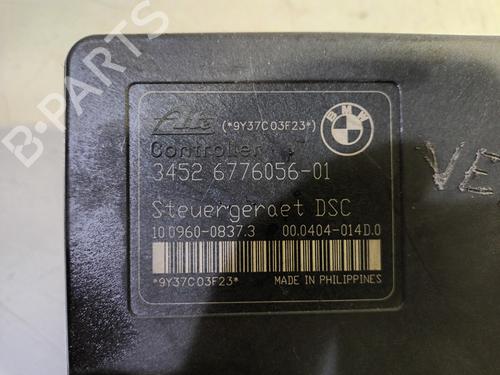 B-PARTS
Ate (*9Y37C03F23*) BMW
Controller
3452 6776056-01
Steuergeraet DSC
10.0960-0837.3 00.0404-014D.0
*9Y37C03F23* MADE IN PHILIPPINES